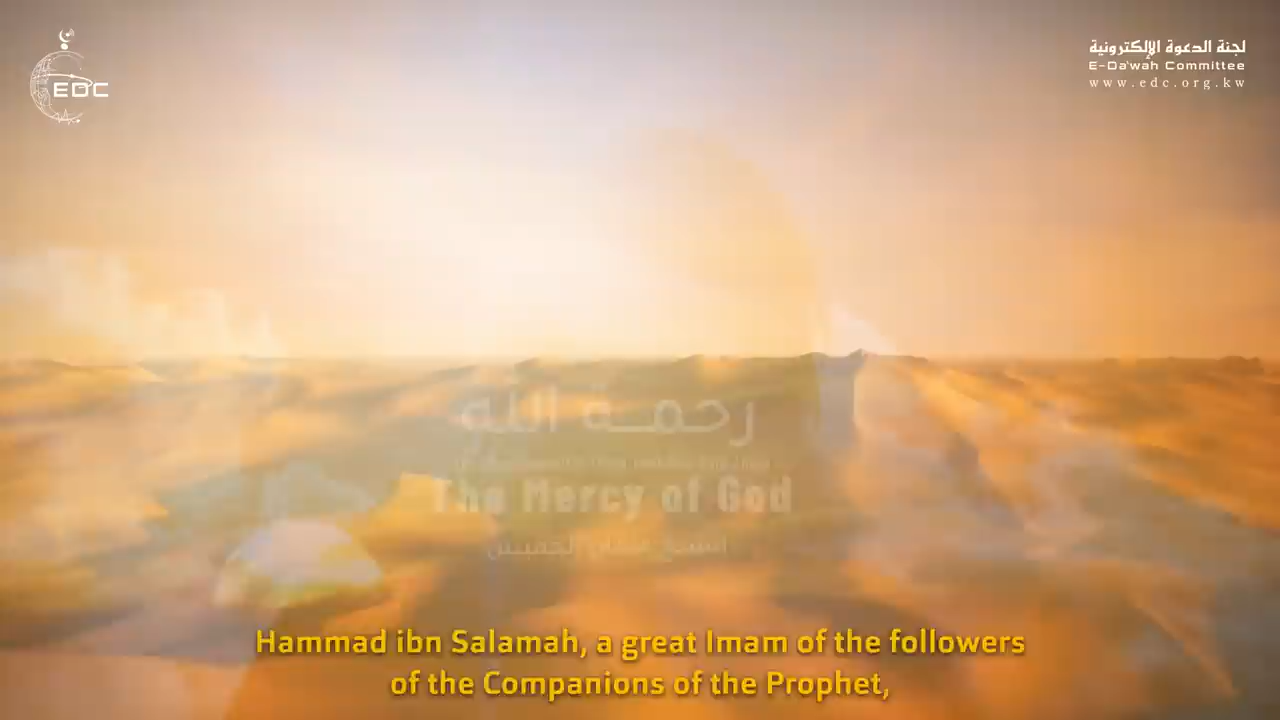 EDC
لجنة الدعوة الإلكترونية
E-Da'wah Committee
www.edc.org.kw
رحمة الله
The Mercy of God
Hammad ibn Salamah, a great Imam of the followers
of the Companions of the Prophet,